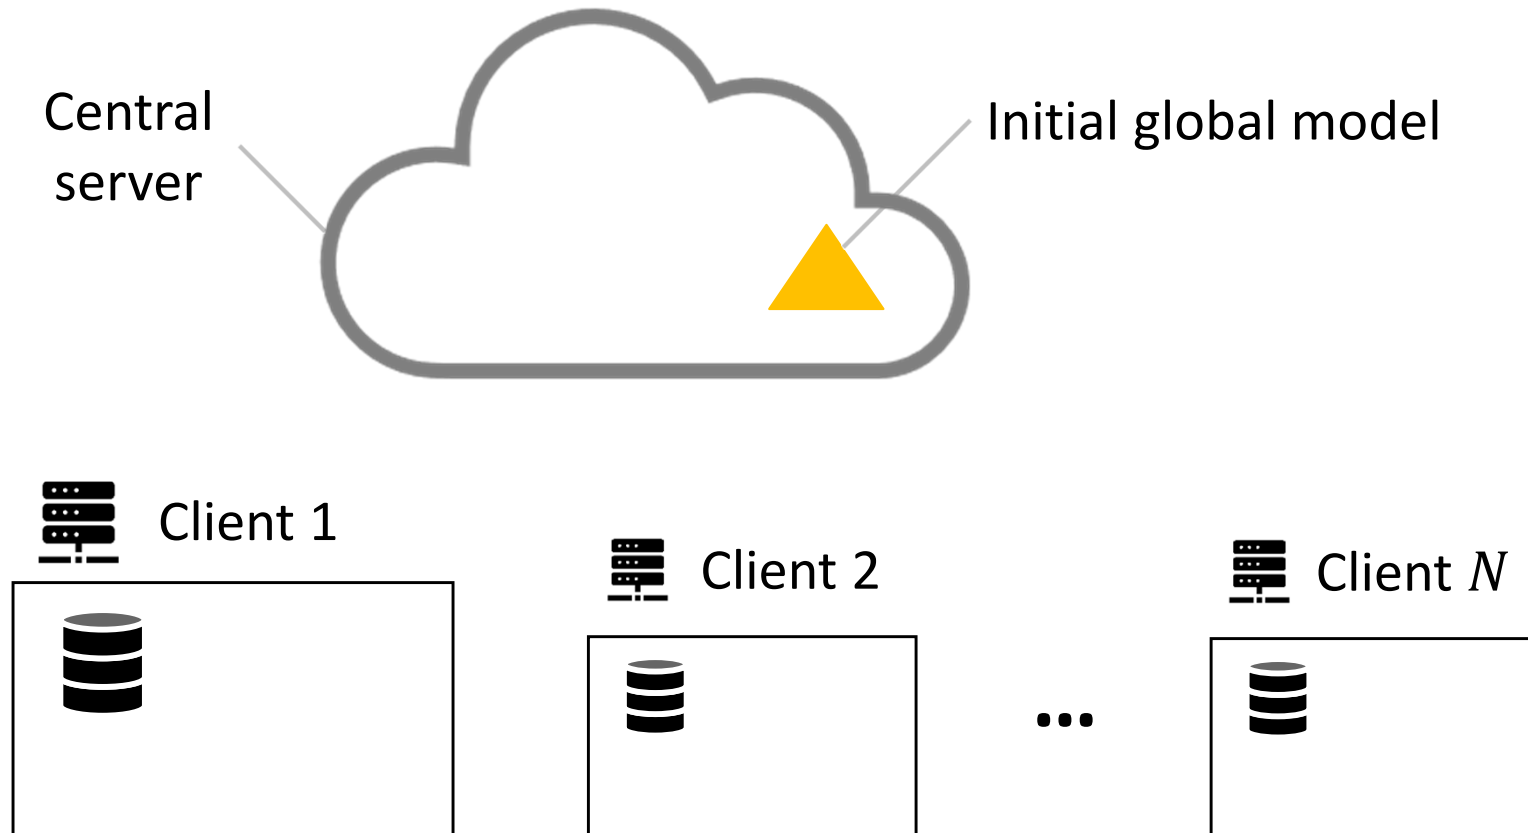 Central
server
Initial global model
Client 1
Client 2
...
Client N